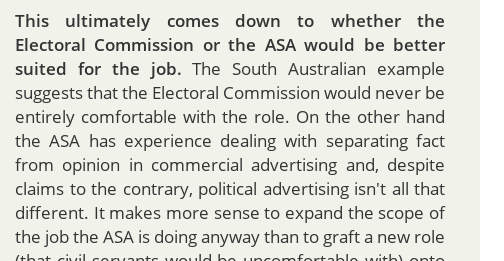 This ultimately comes down to whether the
Electoral Commission or the ASA would be better
suited for the job. The South Australian example
suggests that the Electoral Commission would never be
entirely comfortable with the role. On the other hand
the ASA has experience dealing with separating fact
from opinion in commercial advertising and, despite
claims to the contrary, political advertising isn't all that
different. It makes more sense to expand the scope of
the job the ASA is doing anyway than to graft a new role
(that civil servants would be uncomfortable with) onto